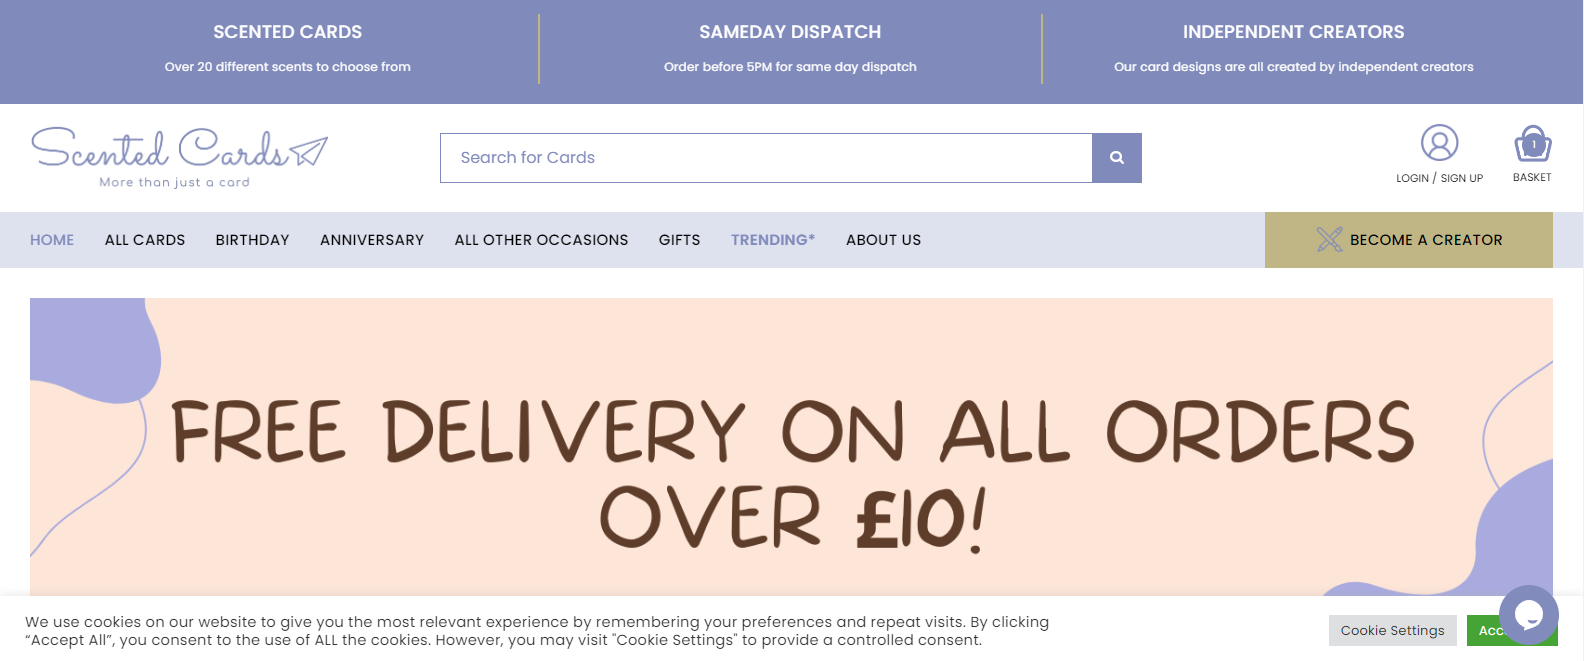 SCENTED CARDS
Over 20 different scents to choose from
SAMEDAY DISPATCH
Order before 5PM for same day dispatch
INDEPENDENT CREATORS
Our card designs are all created by independent creators
Scented Cards
More than just a card
Search for Cards
LOGIN / SIGN UP
1
BASKET
HOME ALL CARDS BIRTHDAY ANNIVERSARY ALL OTHER OCCASIONS GIFTS TRENDING* ABOUT US
BECOME A CREATOR
FREE DELIVERY ON ALL ORDERS
OVER £10!
We use cookies on our website to give you the most relevant experience by remembering your preferences and repeat visits. By clicking
“Accept All”, you consent to the use of ALL the cookies. However, you may visit "Cookie Settings" to provide a controlled consent.
Cookie Settings